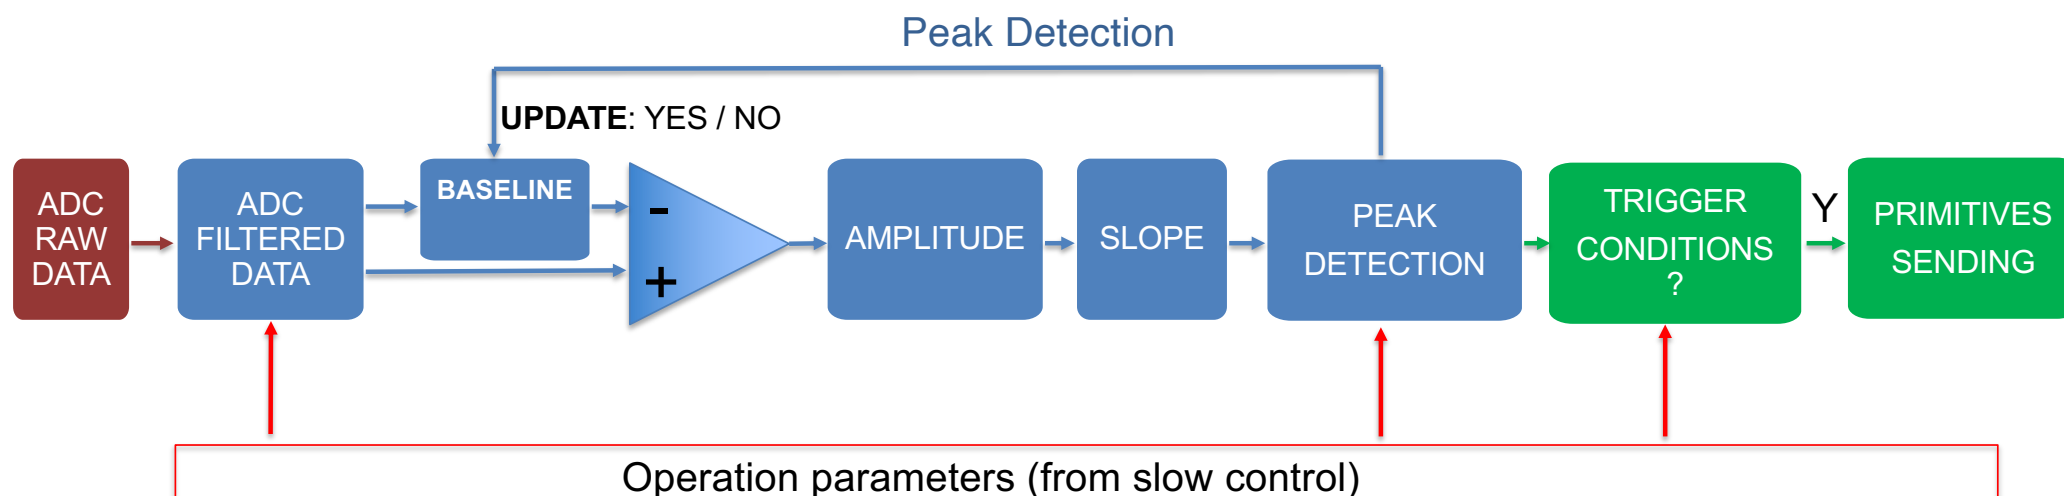 Peak Detection
UPDATE: YES / NO
ADC
RAW
DATA
ADC
FILTERED
DATA
BASELINE
-
+
AMPLITUDE
SLOPE
PEAK
DETECTION
TRIGGER
CONDITIONS
?
Y
PRIMITIVES
SENDING
Operation parameters (from slow control)